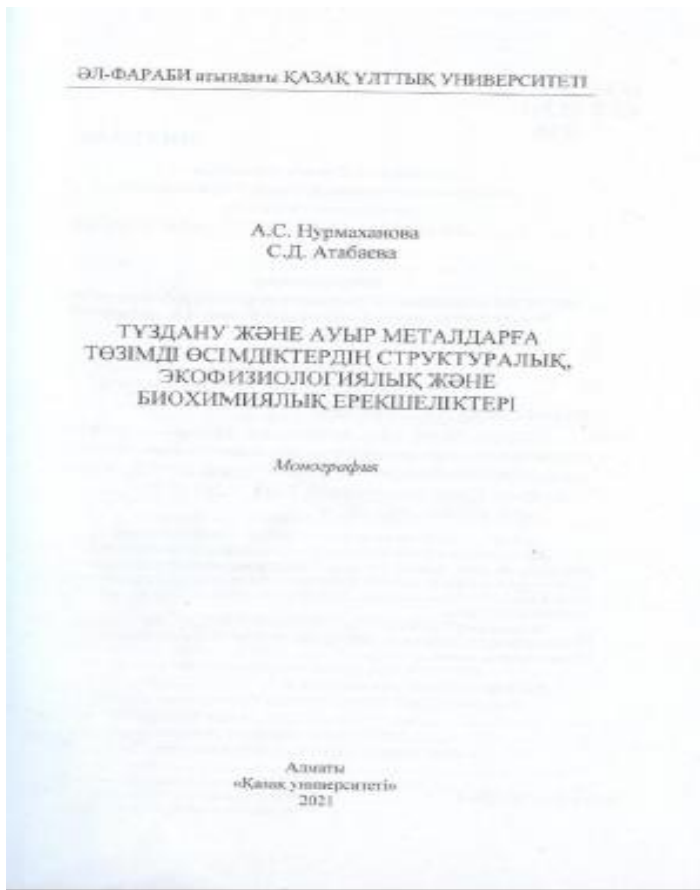 ӘЛ-ФАРАБИ атындағы ҚАЗАҚ ҰЛТТЫҚ УНИВЕРСИТЕТІ
А.С. Нурмаханова
С.Д. Атабаева
ТҰЗДАНУ ЖӘНЕ АУЫР МЕТАЛДАРҒА
ТӨЗІМДІ ӨСІМДІКТЕРДІҢ СТРУКТУРАЛЫҚ,
ЭКОФИЗИОЛОГИЯЛЫҚ ЖӘНЕ
БИОХИМИЯЛЫҚ ЕРЕКШЕЛІКТЕРІ
Монография
Алматы
«Қазақ университеті»
2021